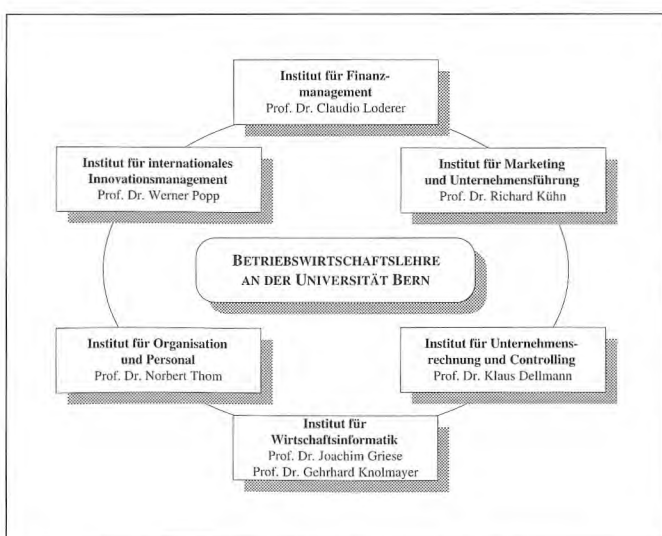 Institut für Finanz-
management
Prof. Dr. Claudio Loderer
Institut für internationales
Innovationsmanagement
Prof. Dr. Werner Popp
Institut für Marketing
und Unternehmensführung
Prof. Dr. Richard Kühn
BETRIEBSWIRTSCHAFTSLEHRE
AN DER UNIVERSITÄT BERN
Institut für Organisation
und Personal
Prof. Dr. Norbert Thom
Institut für Unternehmens-
rechnung und Controlling
Prof. Dr. Klaus Dellmann
Institut für
Wirtschaftsinformatik
Prof. Dr. Joachim Griese
Prof. Dr. Gehrhard Knolmayer